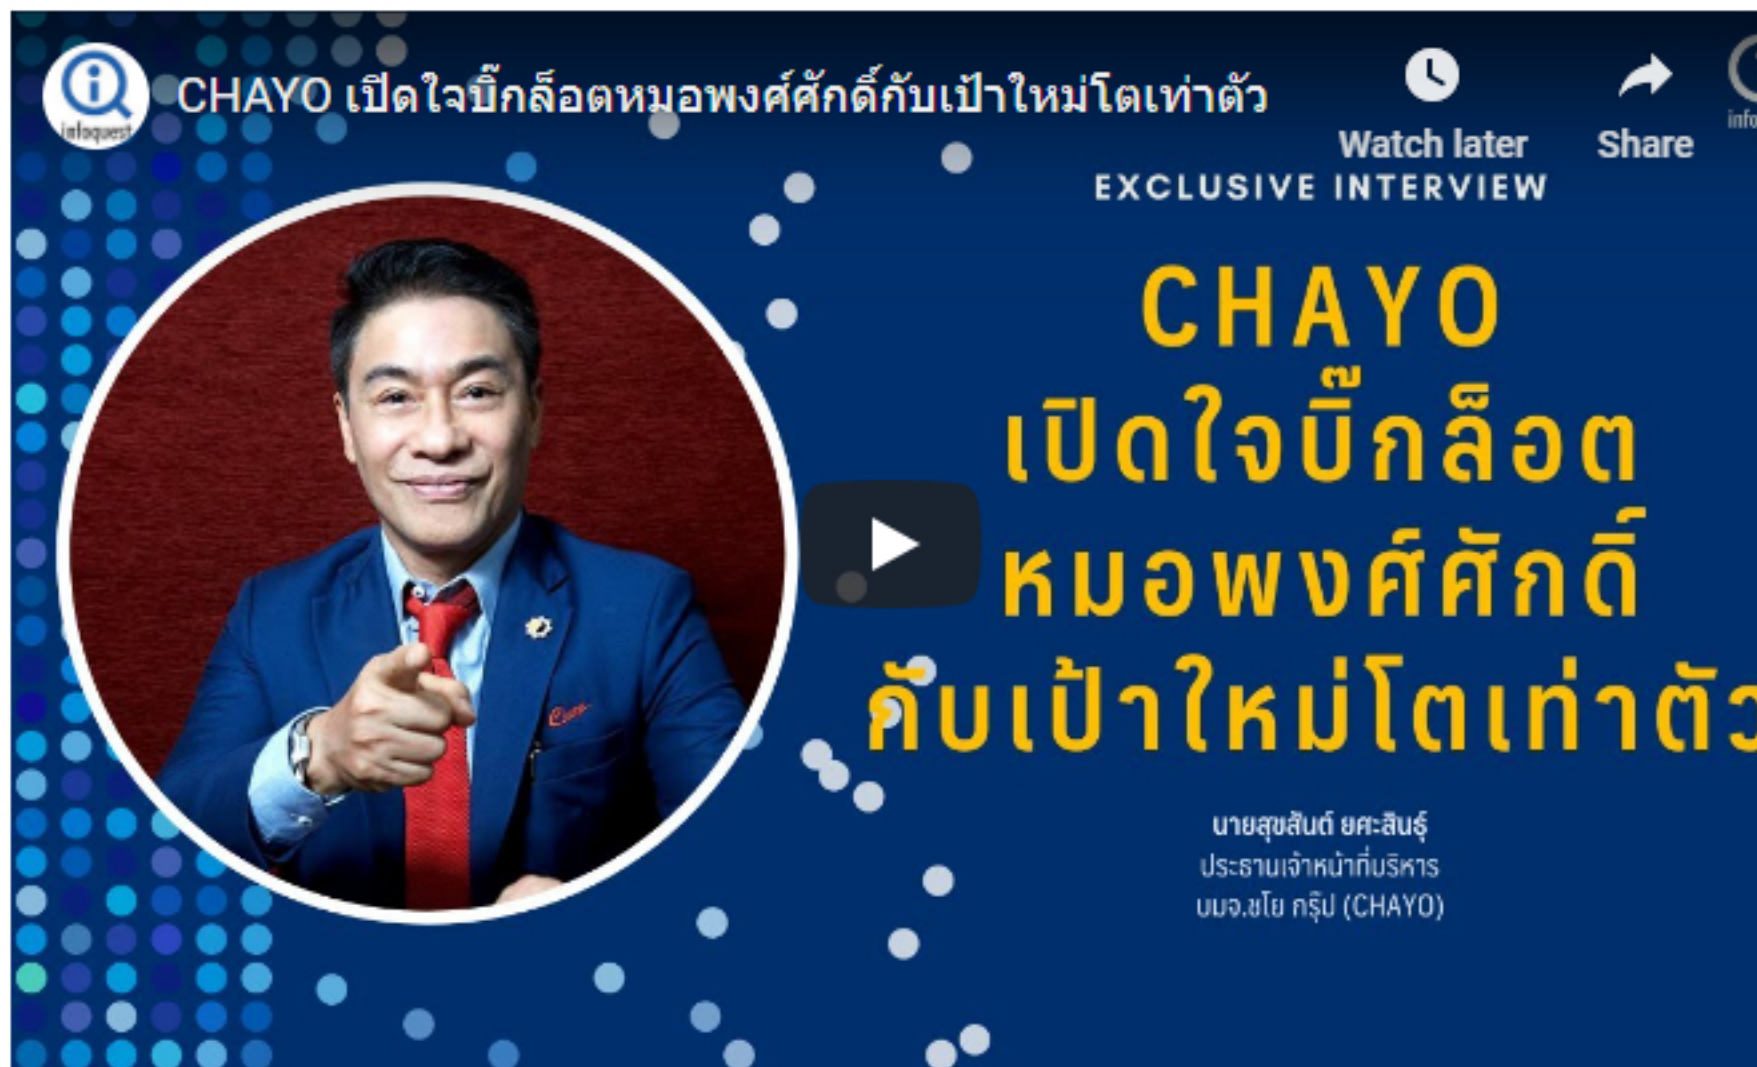 infoquest
CHAYO เปิดใจบิ๊กล็อตหมอพงศ์ศักดิ์กับเป้าใหม่โตเท่าตัว
Watch later
Share
EXCLUSIVE INTERVIEW
CHAYO
เปิดใจบิ๊กล็อต
หมอพงศ์ศักดิ์
กับเป้าใหม่โตเท่าตัว
นายสุขสันต์ ยศะสินธุ์
ประธานเจ้าหน้าที่บริหาร
บมจ.ชโย กรุ๊ป (CHAYO)